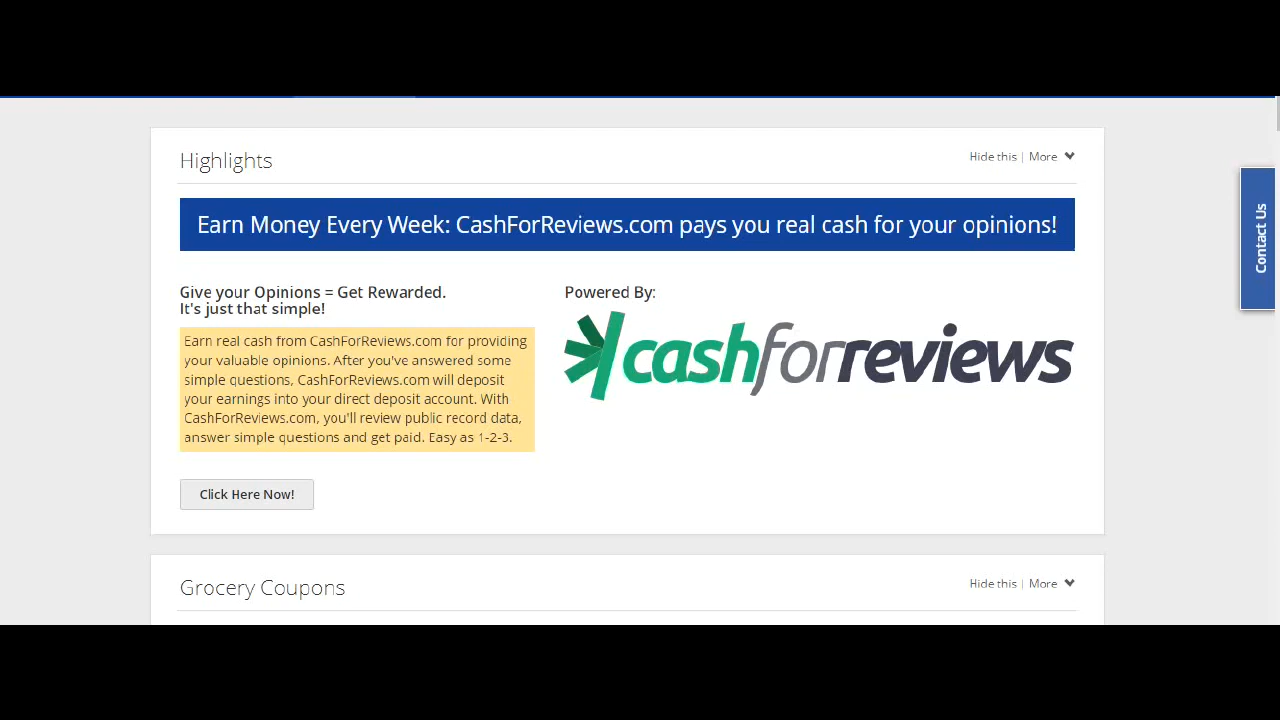 Highlights
Hide this | More
Earn Money Every Week: CashForReviews.com pays you real cash for your opinions!
Give your Opinions = Get Rewarded.
It's just that simple!
Earn real cash from CashForReviews.com for providing
your valuable opinions. After you've answered some
simple questions, CashForReviews.com will deposit
your earnings into your direct deposit account. With
CashForReviews.com, you'll review public record data,
answer simple questions and get paid. Easy as 1-2-3.
Click Here Now!
Powered By:
cashforreviews
Contact Us
Grocery Coupons
Hide this | More